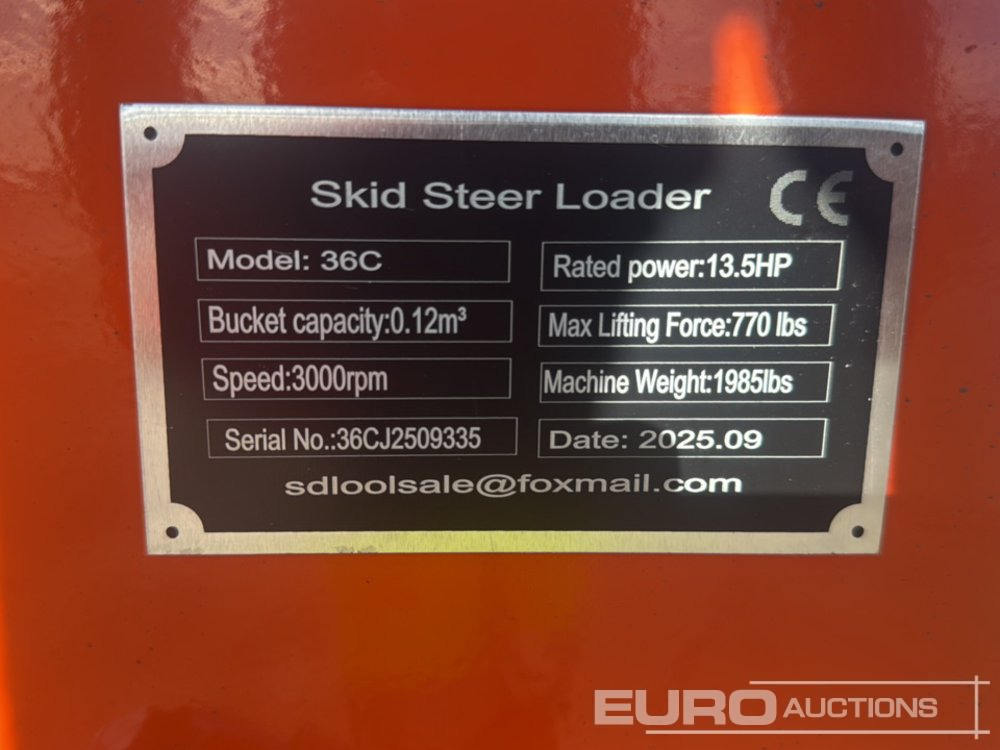 Skid Steer Loader CE
Model: 36C
Rated power:13.5HP
Bucket capacity:0.12m³
Max Lifting Force:770 lbs
Speed:3000rpm
Machine Weight:1985lbs
Serial No.:36CJ2509335
Date: 2025.09
sdloolsale@foxmail.com
EURO AUCTIONS